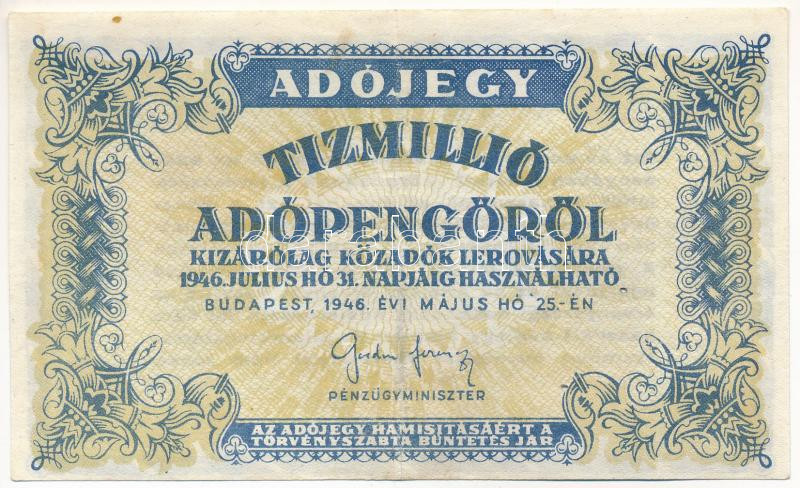 ADÓJEGY
TIZMILLIÓ
ADÓPENGŐRŐL
KIZÁRÓLAG KÖZADÓK LEROVÁSÁRA
1946. JULIUS HÓ 31. NAPJÁIG HASZNÁLHATÓ
BUDAPEST, 1946. ÉVI MÁJUS HÓ 25.-ÉN
Gordon Ferenc
PÉNZÜGYMINISZTER
AZ ADÓJEGY HAMISITÁSÁÉRT A
TÖRVÉNYSZABTA BÜNTETÉS JÁR